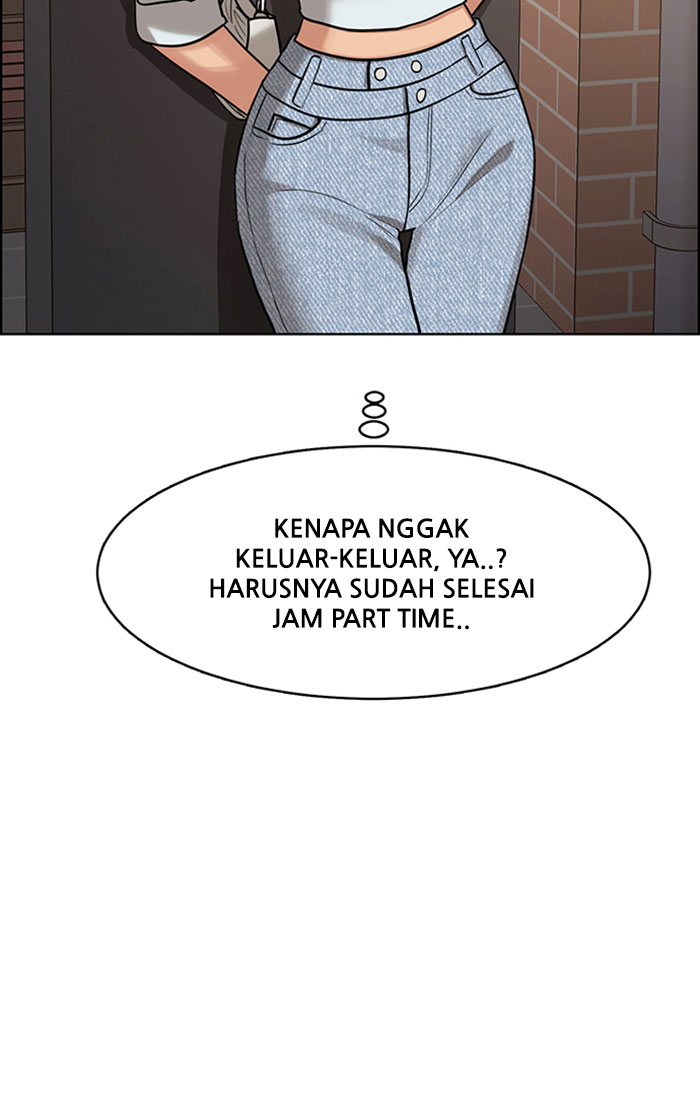 KENAPA NGGAK
KELUAR-KELUAR, YA..?
HARUSNYA SUDAH SELESAI
JAM PART TIME..